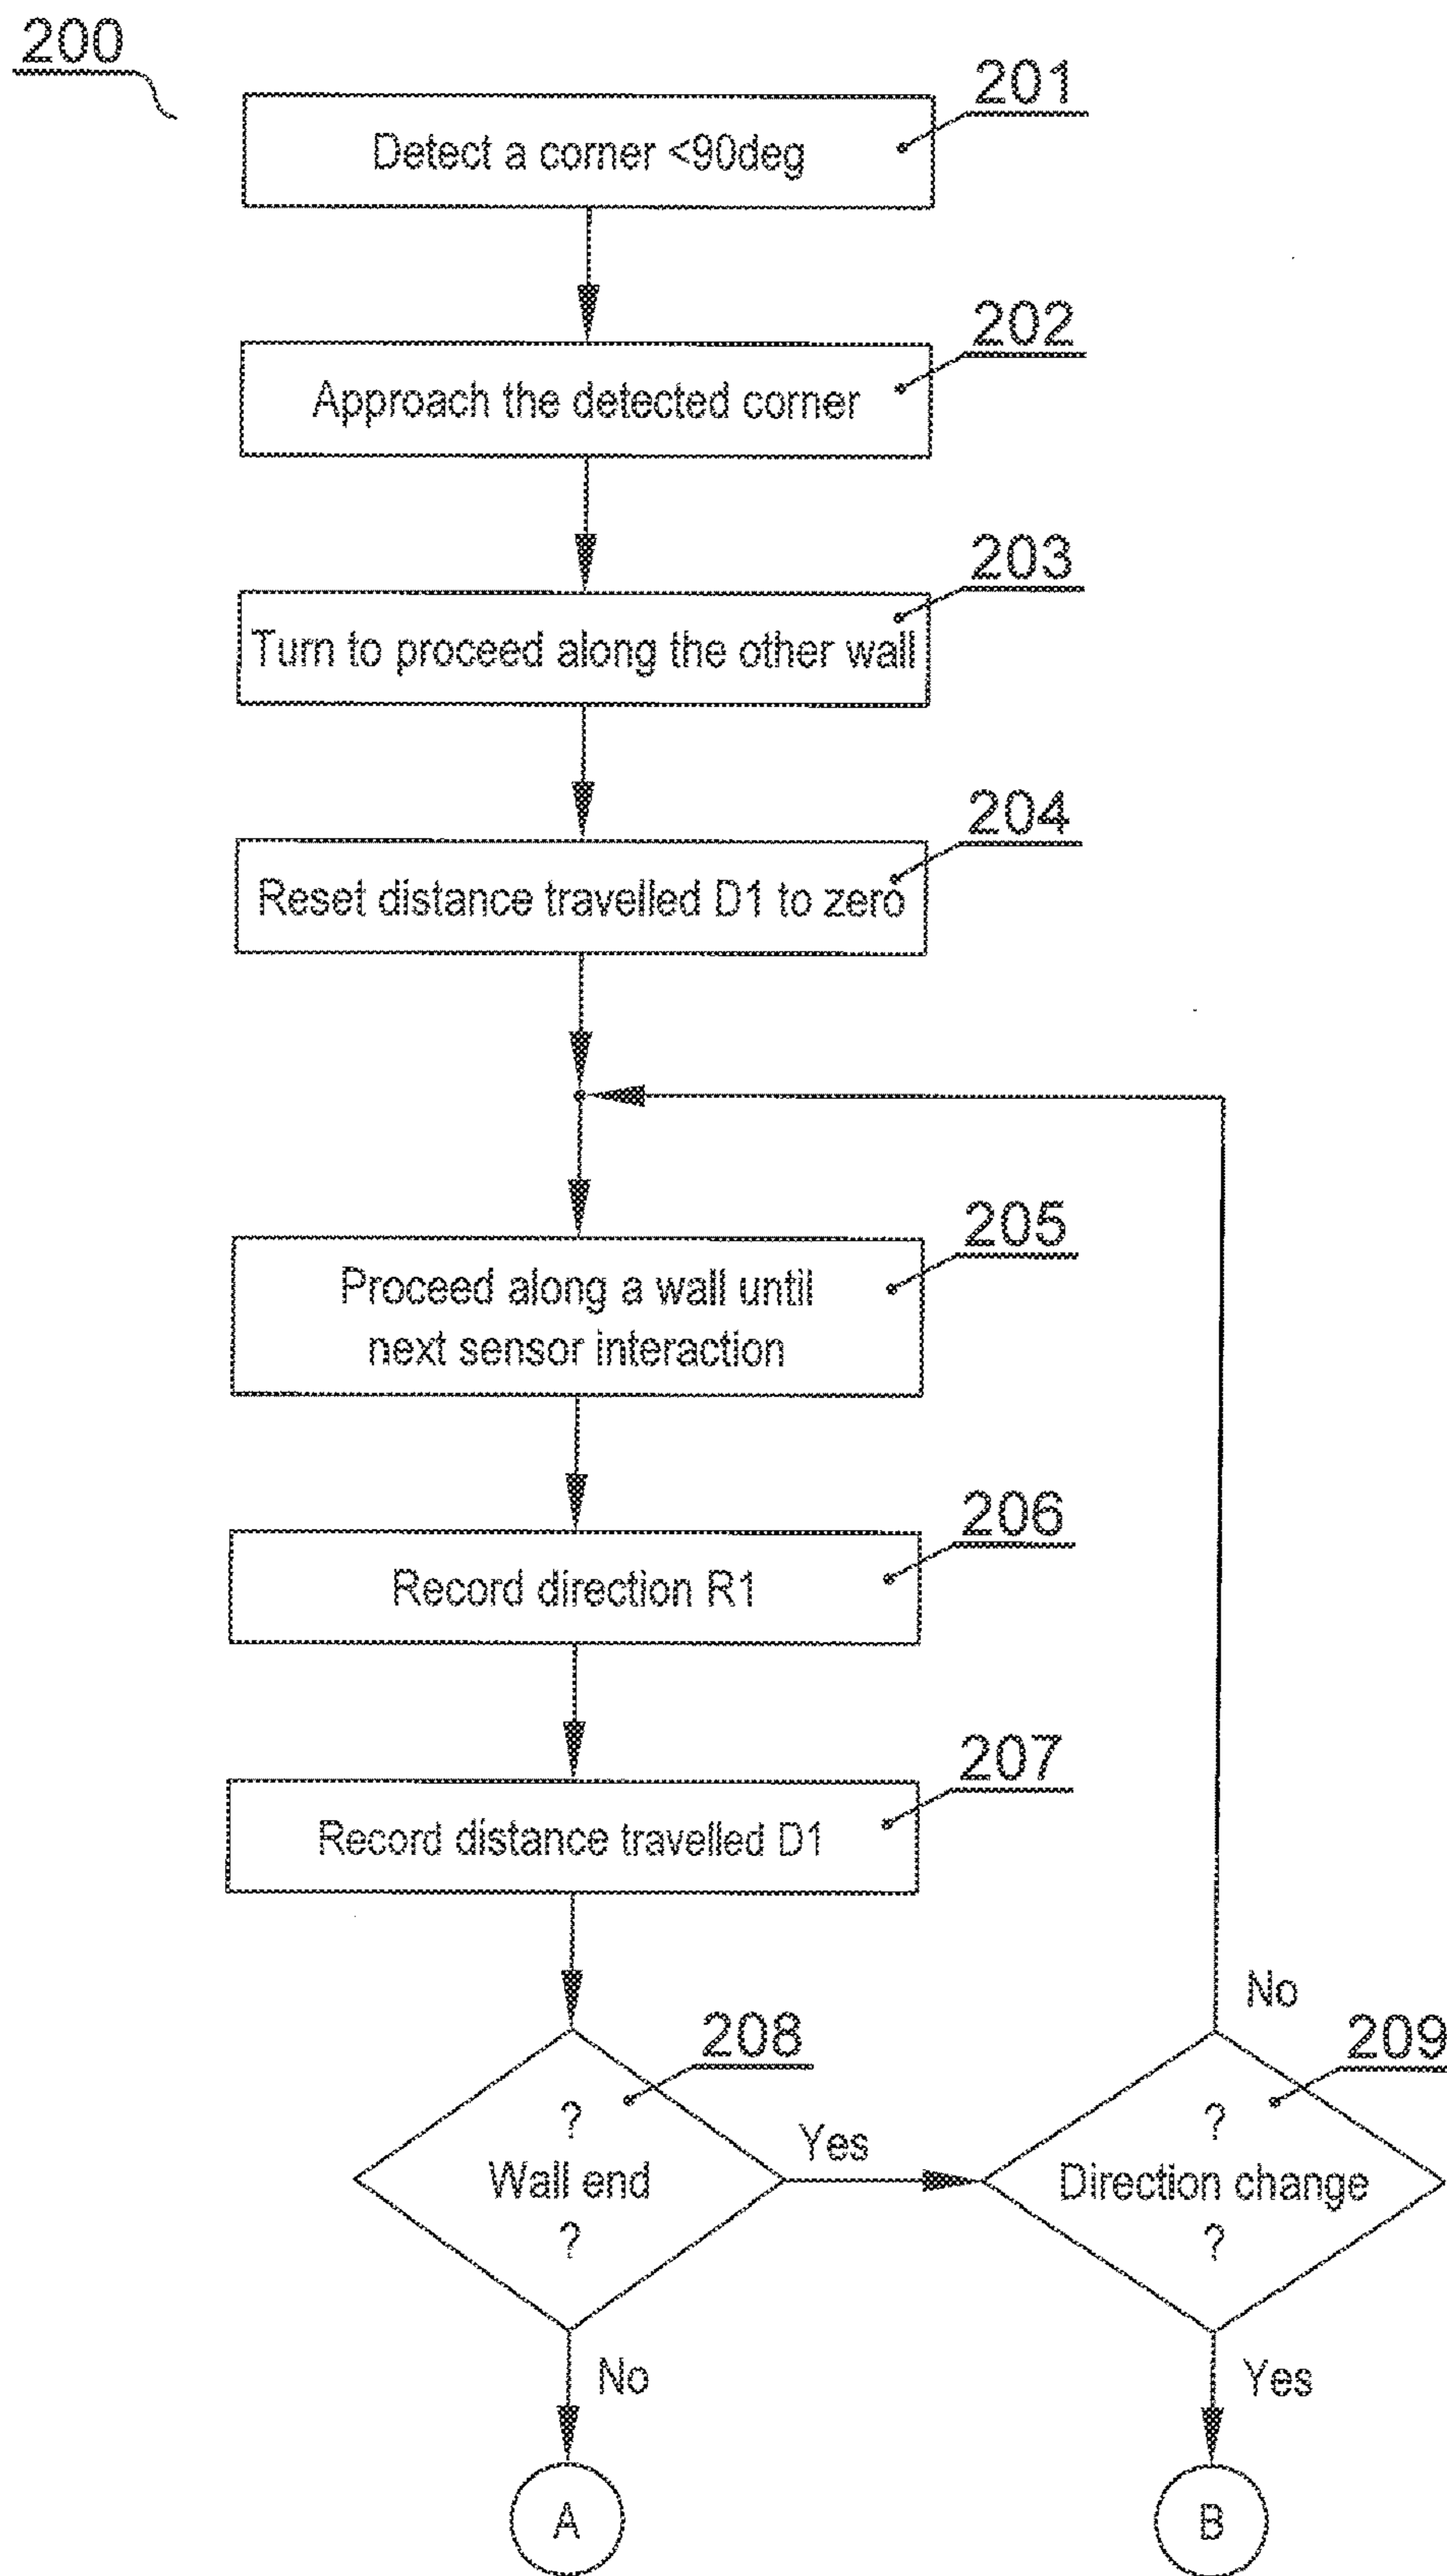 200
201
Detect a corner <90deg
202
Approach the detected corner
203
Turn to proceed along the other wall
204
Reset distance travelled D1 to zero
205
Proceed along a wall until
next sensor interaction
206
Record direction R1
207
Record distance travelled D1
No
208
209
?
Wall end
?
Yes
?
Direction change
?
No
Yes
A
B